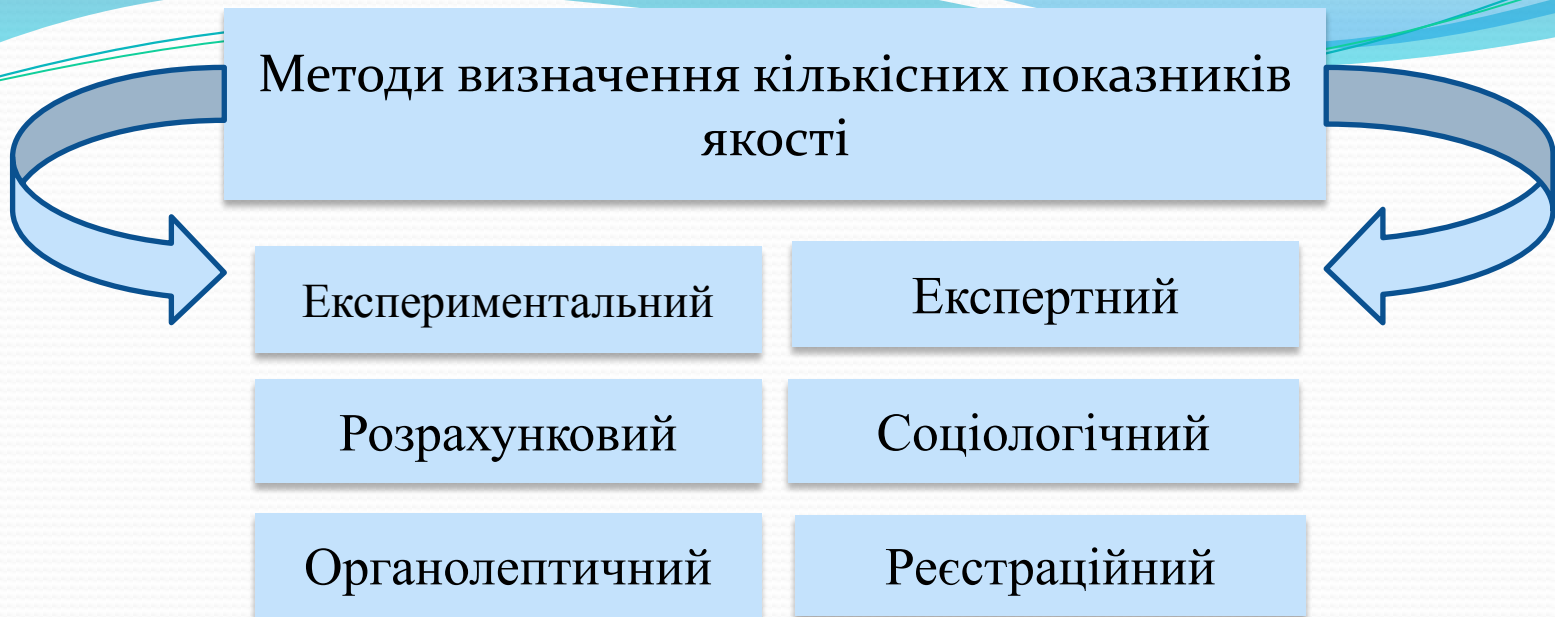 Методи визначення кількісних показників
якості
Експериментальний
Експертний
Розрахунковий
Соціологічний
Органолептичний
Реєстраційний